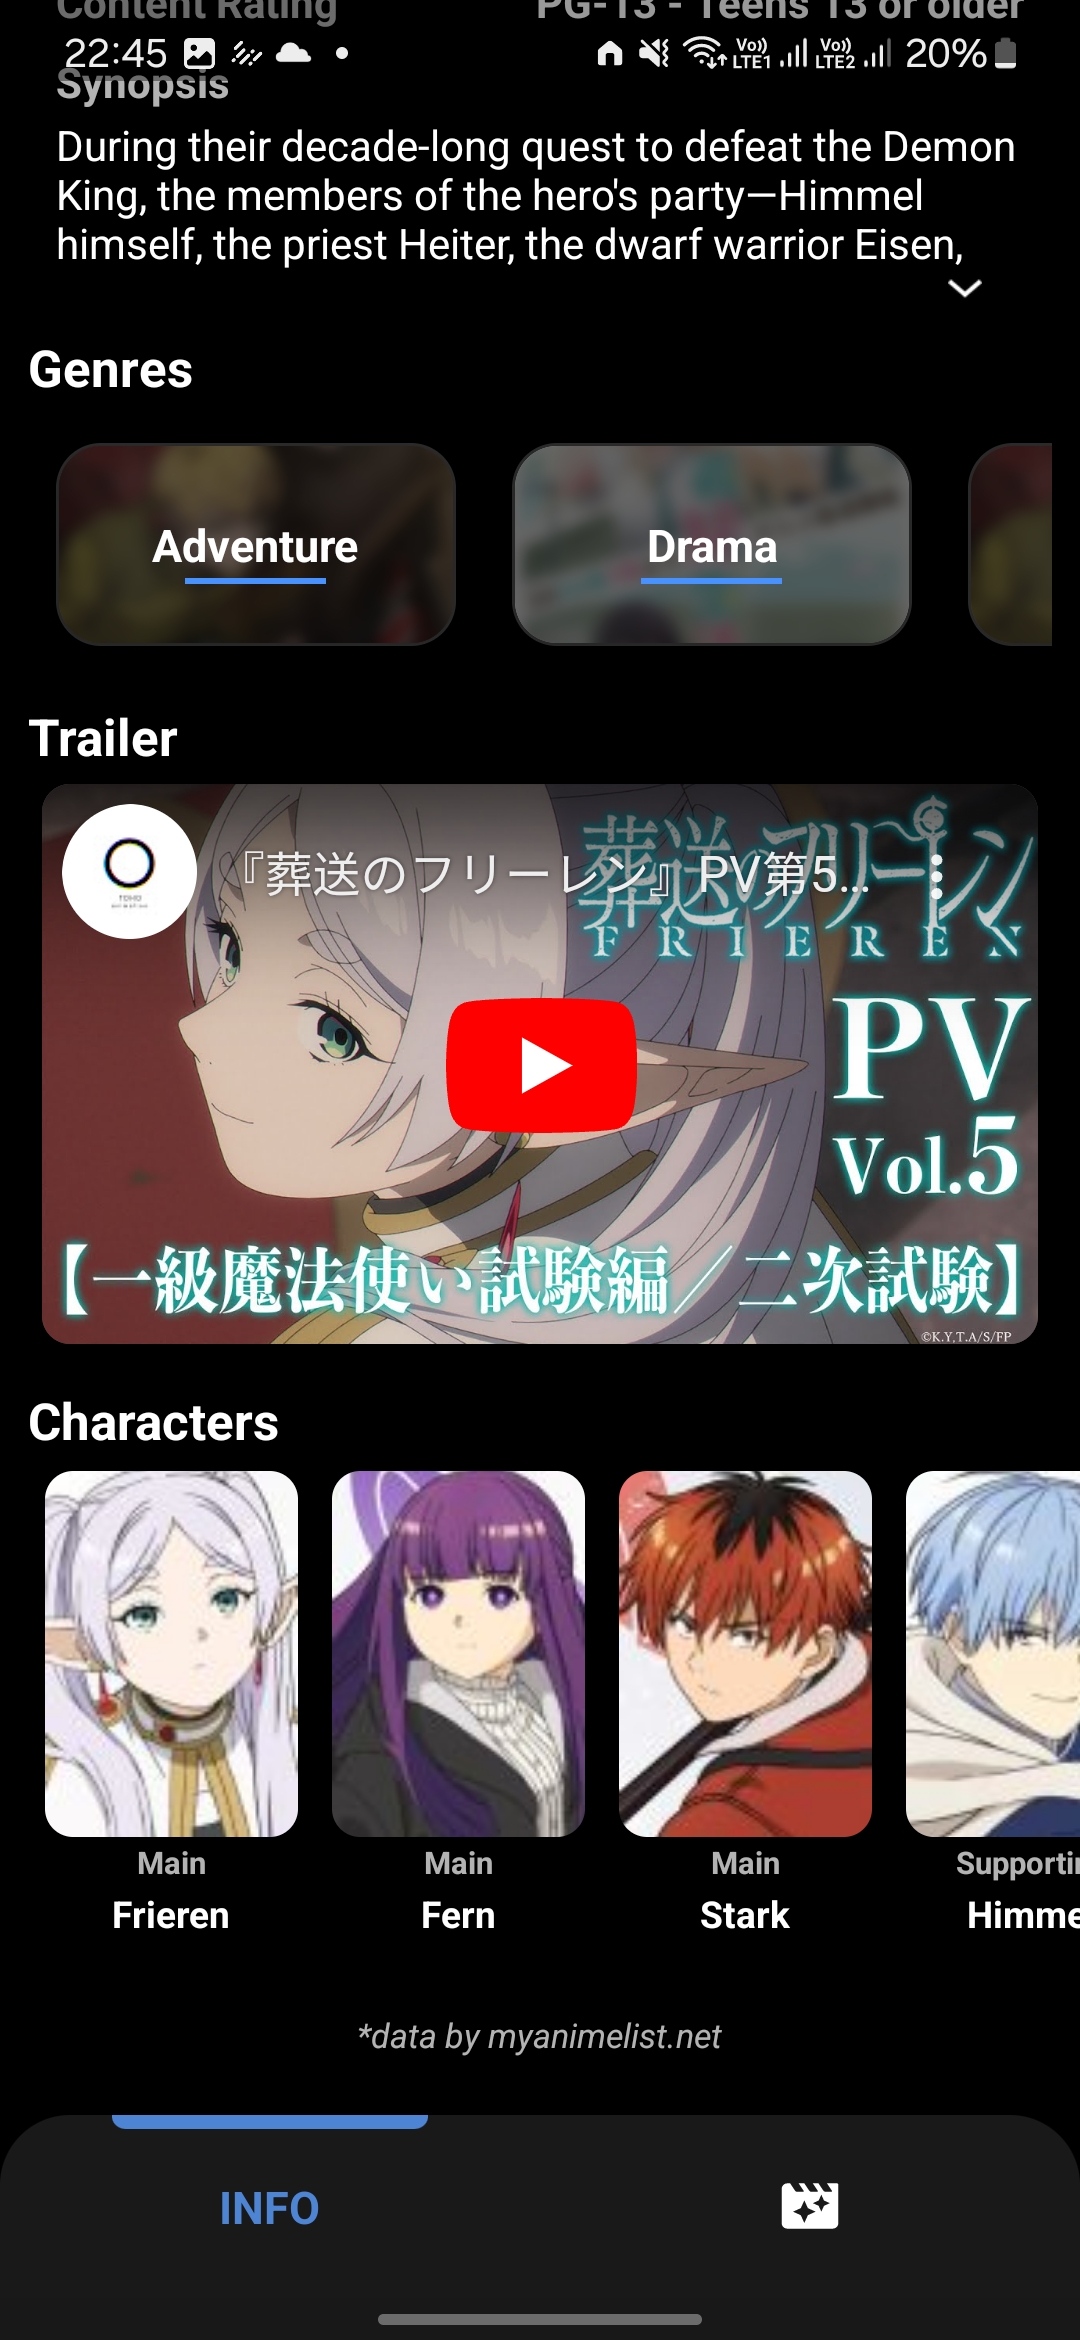 Content Rating PG-13 - Teens 13 or older
22:45 Vo)) LTE1 Vo)) LTE2 20%
Synopsis
During their decade-long quest to defeat the Demon
King, the members of the hero's party—Himmel
himself, the priest Heiter, the dwarf warrior Eisen,
Genres
Adventure Drama
Trailer
『葬送のフリーレン』PV第5...
葬送のフリーレン
FRIEREN
TOHO
PV
Vol.5
【一級魔法使い試験編／二次試験】
©K.Y,T.A/S/FP
Characters
Main Main Main Supportin
Frieren Fern Stark Himme
*data by myanimelist.net
INFO